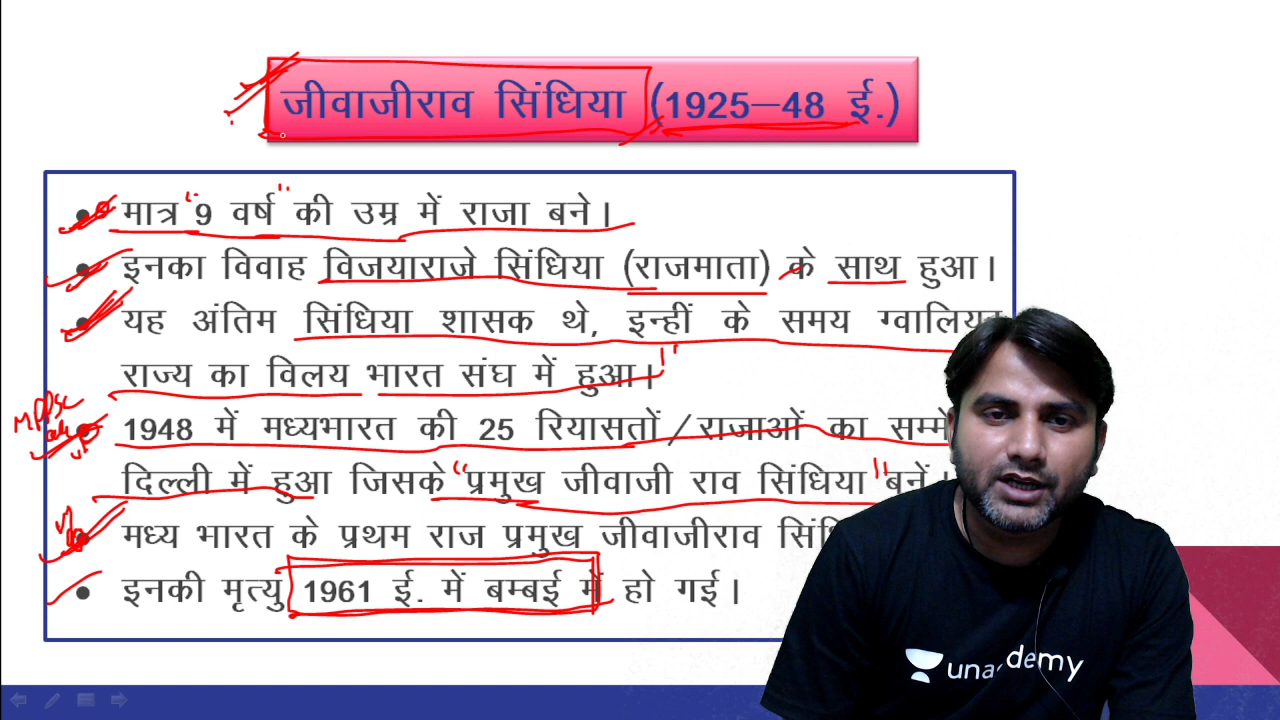 जीवाजीराव सिंधिया (1925–48 ई.)
मात्र "9 वर्ष" की उम्र में राजा बने।
इनका विवाह विजयाराजे सिंधिया (राजमाता) के साथ हुआ।
यह अंतिम सिंधिया शासक थे, इन्हीं के समय ग्वालियर
राज्य का विलय भारत संघ में हुआ।
MPPSC
1948 में मध्यभारत की 25 रियासतों/राजाओं का
दिल्ली में हुआ जिसके "प्रमुख जीवाजी राव सिंधिया" बनें।
मध्य भारत के प्रथम राज प्रमुख जीवाजीराव
इनकी मृत्यु 1961 ई. में बम्बई में हो गई।
unacademy